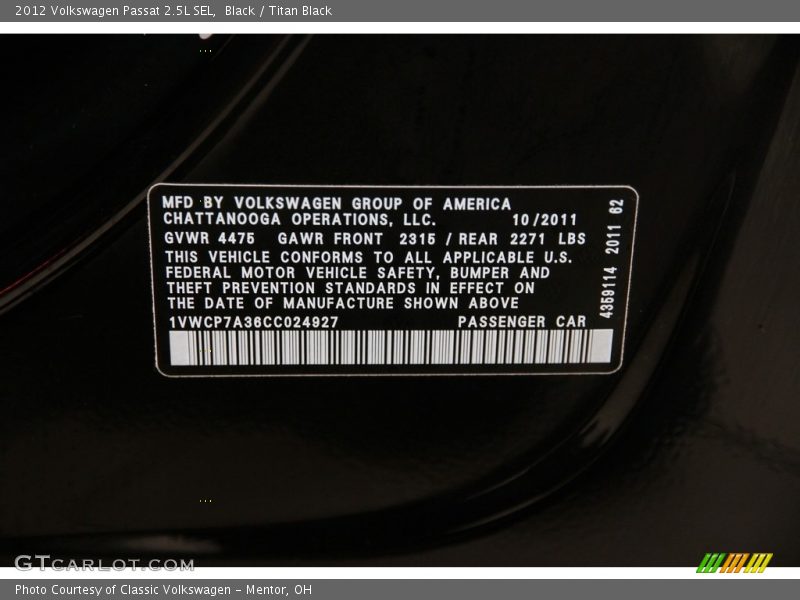 2012 Volkswagen Passat 2.5L SEL,  Black / Titan Black
MFD BY VOLKSWAGEN GROUP OF AMERICA
CHATTANOOGA OPERATIONS, LLC. 10/2011
GVWR 4475 GAWR FRONT 2315 / REAR 2271 LBS
THIS VEHICLE CONFORMS TO ALL APPLICABLE U.S.
FEDERAL MOTOR VEHICLE SAFETY, BUMPER AND
THEFT PREVENTION STANDARDS IN EFFECT ON
THE DATE OF MANUFACTURE SHOWN ABOVE
1VWCP7A36CC024927 PASSENGER CAR
4359114 2011 62
GTCARLOT.COM
Photo Courtesy of Classic Volkswagen - Mentor, OH